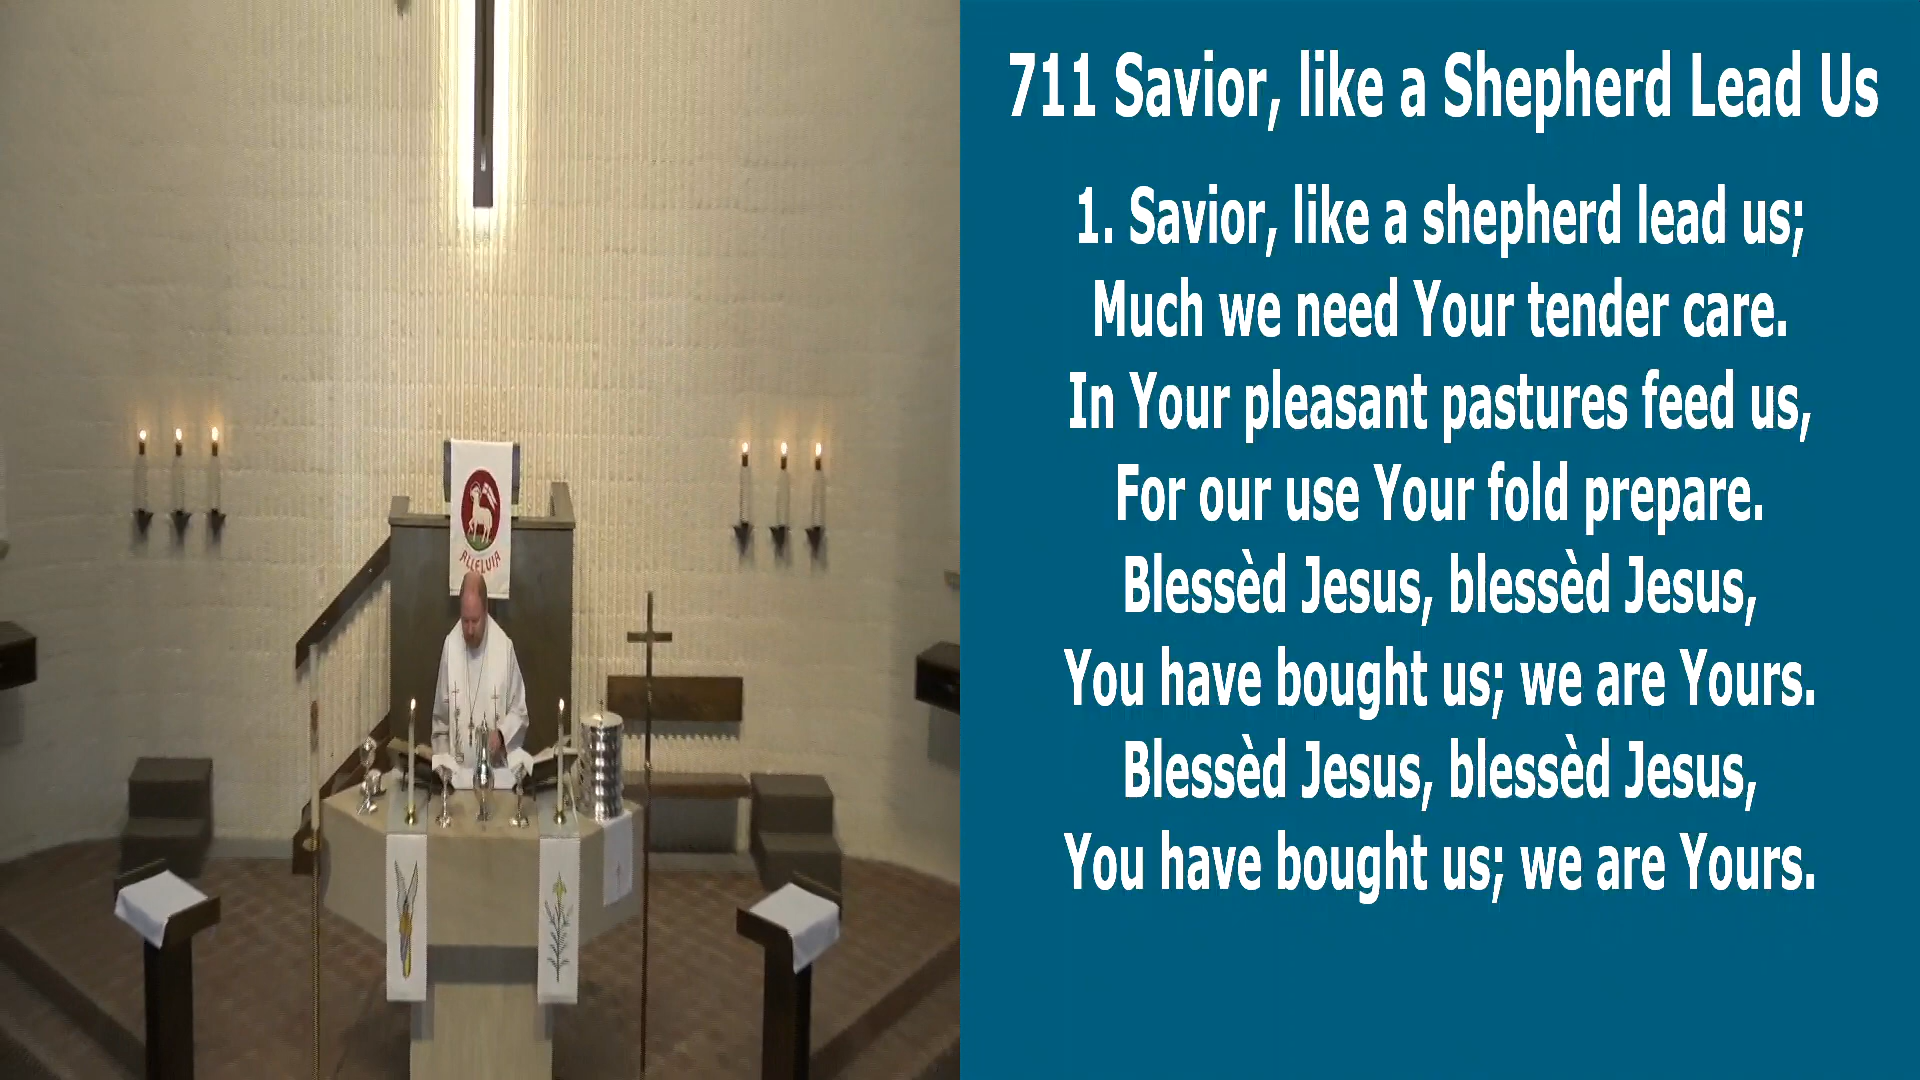 711 Savior, like a Shepherd Lead Us
1. Savior, like a shepherd lead us;
Much we need Your tender care.
In Your pleasant pastures feed us,
For our use Your fold prepare.
Blessèd Jesus, blessèd Jesus,
You have bought us; we are Yours.
Blessèd Jesus, blessèd Jesus,
You have bought us; we are Yours.
ALLELUIA